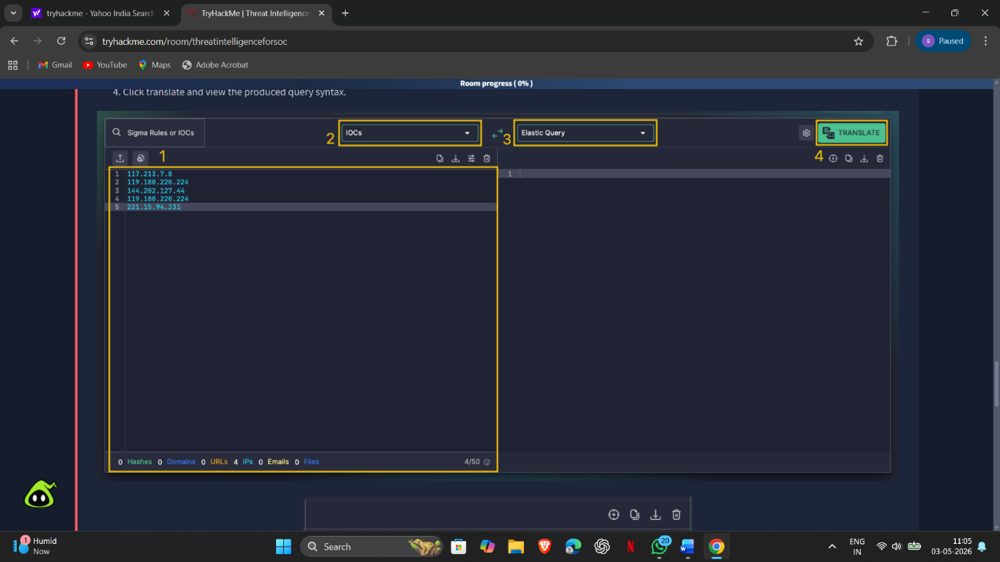 tryhackme - Yahoo India Search
TryHackMe | Threat Intelligence
tryhackme.com/room/threatintelligenceforsoc
S Paused
Gmail YouTube Maps Adobe Acrobat
Room progress ( 0% )
4. Click translate and view the produced query syntax.
Sigma Rules or IOCs
2 IOCs
3 Elastic Query
TRANSLATE
1
4
1 117.213.7.8
2 119.180.220.224
3 144.202.127.44
4 119.180.220.224
5 221.15.94.231
1
0 Hashes 0 Domains 0 URLs 4 IPs 0 Emails 0 Files 4/50
1 Humid
Now
Search
20
ENG
IN
11:05
03-05-2026